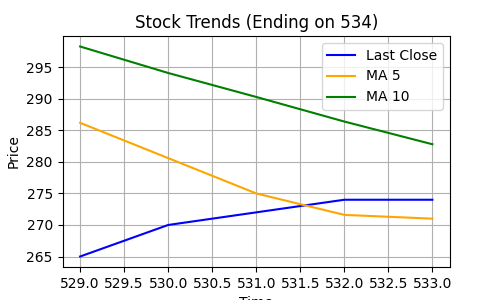 Stock Trends (Ending on 534)
Last Close
MA 5
MA 10
Price
295
290
285
280
275
270
265
529.0 529.5 530.0 530.5 531.0 531.5 532.0 532.5 533.0
Time